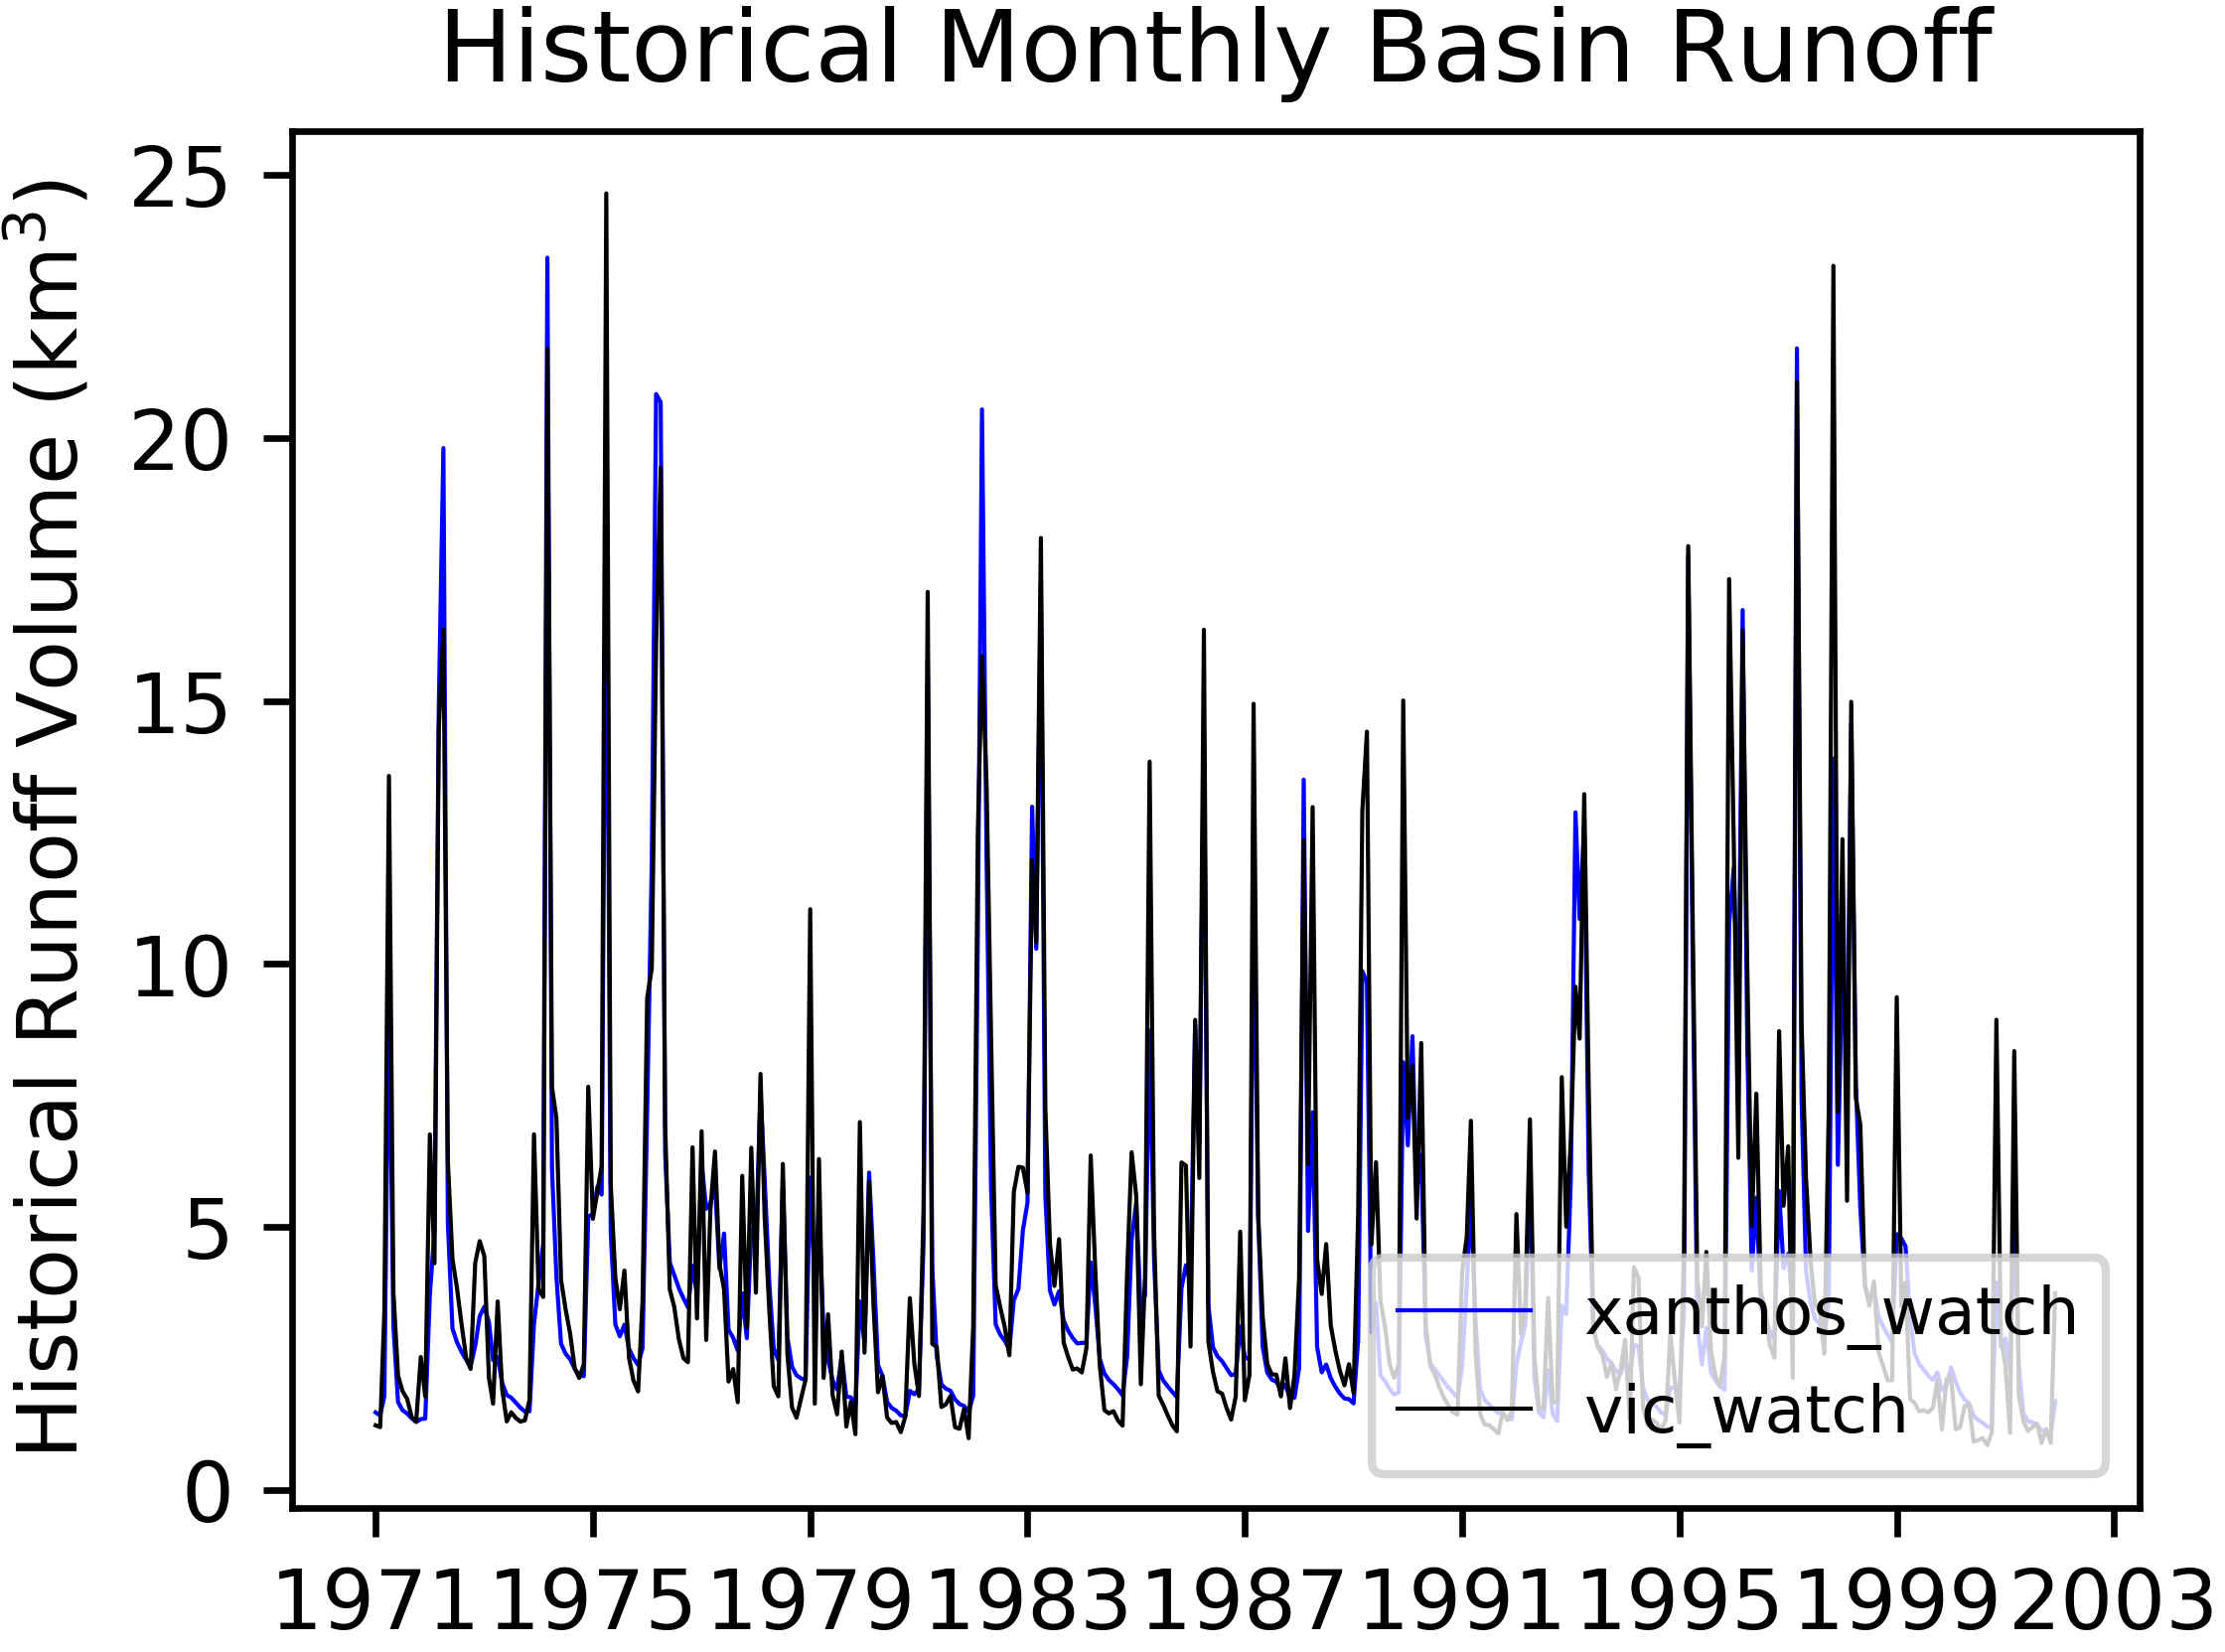 Historical Monthly Basin Runoff
Historical Runoff Volume (km³)
25
20
15
10
5
0
xanthos_watch
vic_watch
1971 1975 1979 1983 1987 1991 1995 1999 2003